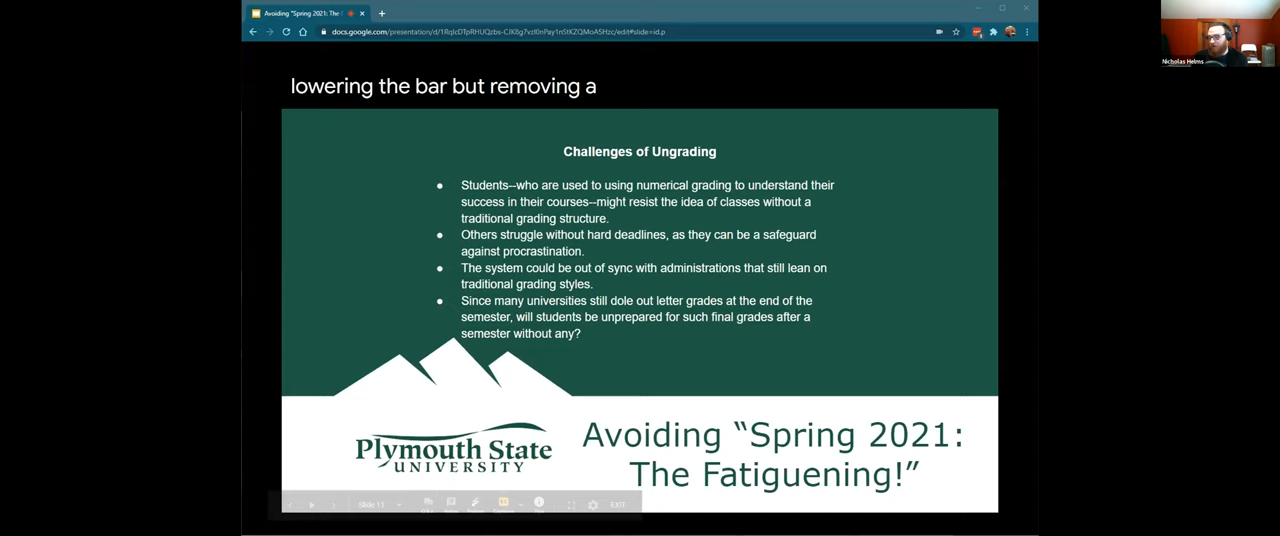 Avoiding "Spring 2021: The
docs.google.com/presentation/d/
Nicholas Helms
lowering the bar but removing a
Challenges of Ungrading
Students--who are used to using numerical grading to understand their
success in their courses--might resist the idea of classes without a
traditional grading structure.
Others struggle without hard deadlines, as they can be a safeguard
against procrastination.
The system could be out of sync with administrations that still lean on
traditional grading styles.
Since many universities still dole out letter grades at the end of the
semester, will students be unprepared for such final grades after a
semester without any?
Plymouth State
UNIVERSITY
Avoiding “Spring 2021:
The Fatiguening!”
Slide 11
EXIT